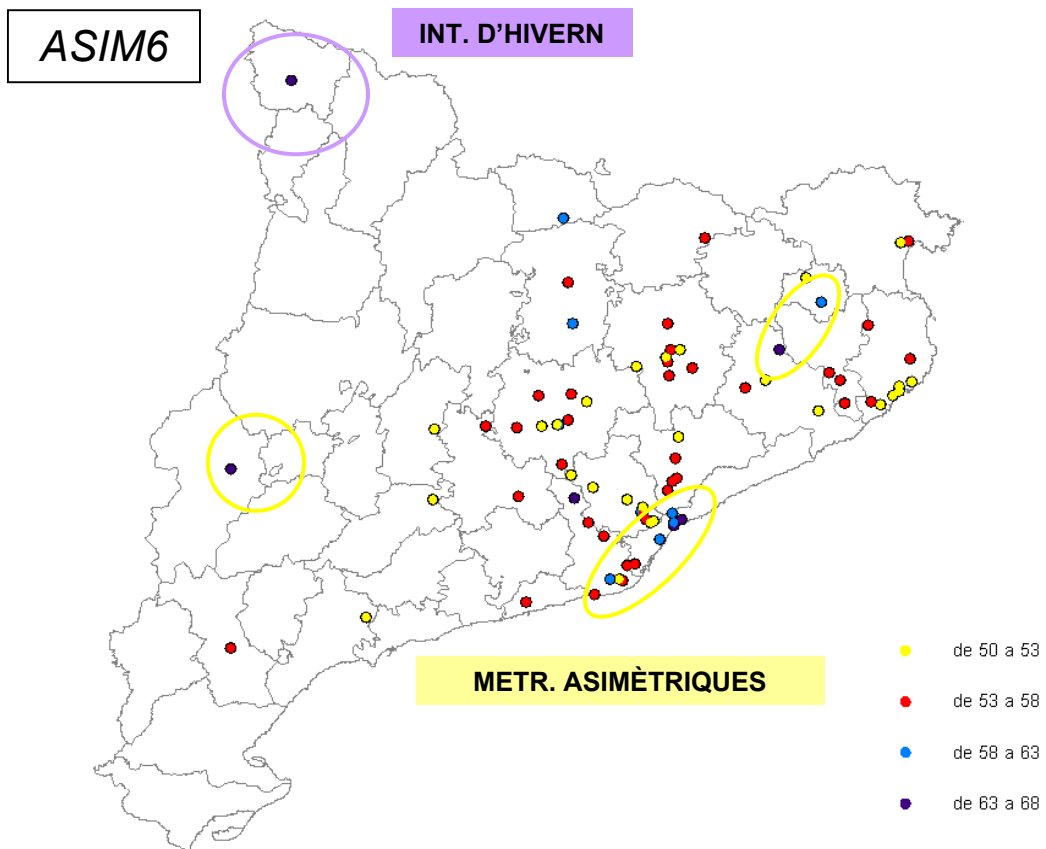 ASIM6
INT. D'HIVERN
METR. ASIMÈTRIQUES
de 50 a 53
de 53 a 58
de 58 a 63
de 63 a 68